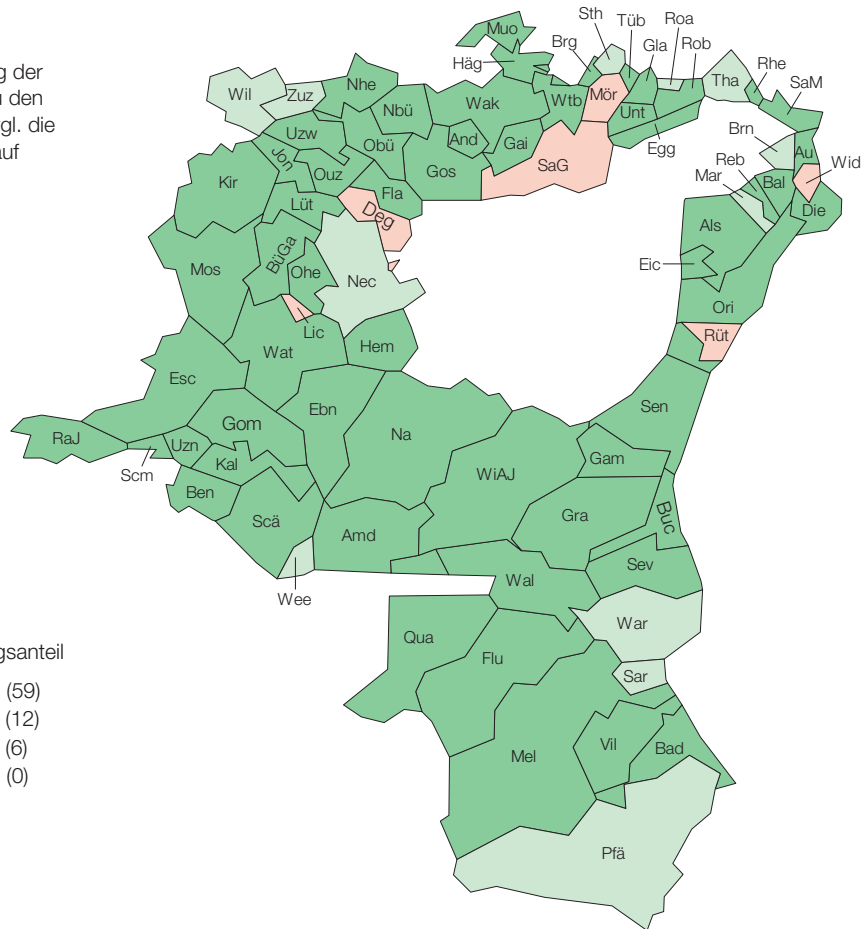 g der
u den
gl. die
auf
Sth
Tüb
Roa
Muo
Brg
Gla
Rob
Häg
Rhe
Tha
SaM
Wil
Zuz
Nhe
Nbü
Wak
Wtb
Mör
Unt
Egg
Uzw
Obü
And
Gai
SaG
Brn
Au
Wid
Jon
Ouz
Gos
Reb
Mar
Bal
Kir
Lüt
Fla
Deg
Die
Als
BüGa
Ohe
Nec
Eic
Mos
Ori
Lic
Rüt
Wat
Hem
Esc
Ebn
Na
Sen
Gom
RaJ
Uzn
Kal
Scm
WiAJ
Gam
Ben
Scä
Amd
Gra
Buc
Wee
Wal
Sev
War
Qua
Flu
Sar
gsanteil
(59)
(12)
(6)
(0)
Mel
Vil
Bad
Pfä